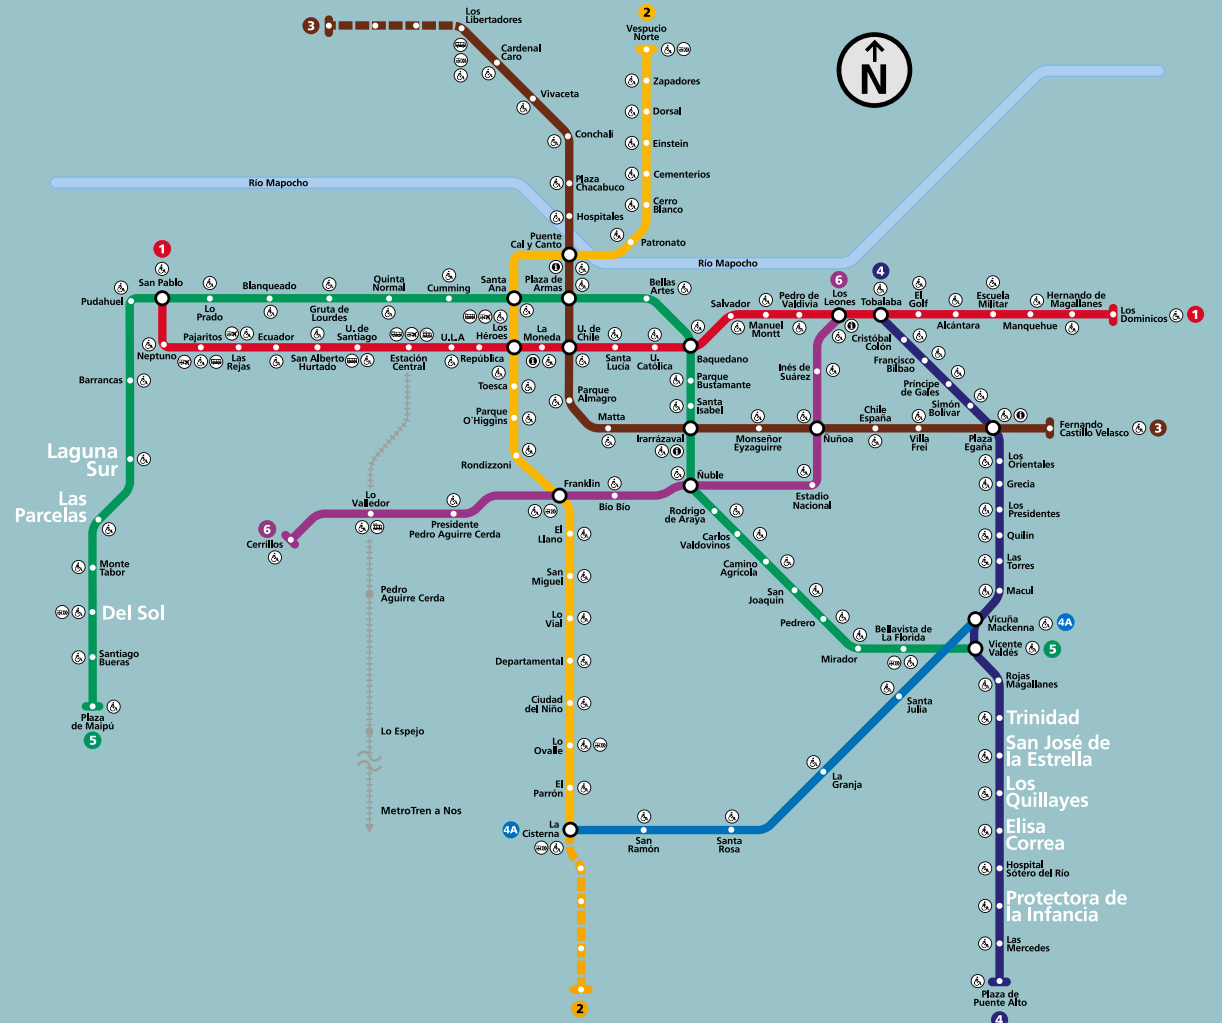 3
Los
Libertadores
2
Vespucio
Norte
Cardenal
Caro
Zapadores
Vivaceta
Dorsal
N
Conchalí
Einstein
Plaza
Chacabuco
Cementerios
Río Mapocho
Hospitales
Cerro
Blanco
Puente
Cal y Canto
Patronato
Río Mapocho
1
San Pablo
Pudahuel
Lo
Prado
Blanqueado
Gruta de
Lourdes
Quinta
Normal
Cumming
Santa
Ana
Plaza de
Armas
Bellas
Artes
Salvador
Manuel
Montt
Pedro de
Valdivia
6
Los
Leones
4
Tobalaba
El
Golf
Alcántara
Escuela
Militar
Manquehue
Hernando de
Magallanes
Los
Dominicos
1
Neptuno
Pajaritos
Las
Rejas
Ecuador
San Alberto
Hurtado
U. de
Santiago
Estación
Central
U.L.A
República
Los
Héroes
La
Moneda
U. de
Chile
Santa
Lucía
U.
Católica
Baquedano
Cristóbal
Colón
Francisco
Bilbao
Príncipe
de Gales
Simón
Bolívar
Barrancas
Toesca
Parque
Almagro
Parque
Bustamante
Inés de
Suárez
Santa
Isabel
Parque
O'Higgins
Matta
Irarrázaval
Monseñor
Eyzaguirre
Ñuñoa
Chile
España
Villa
Frei
Plaza
Egaña
Fernando
Castillo Velasco
3
Laguna
Sur
Rondizzoni
Los
Orientales
Las
Parcelas
Lo
Valledor
Presidente
Pedro Aguirre Cerda
Franklin
Bío Bío
Ñuble
Estadio
Nacional
Grecia
6
Cerrillos
Rodrigo
de Araya
Los
Presidentes
El
Llano
Carlos
Valdovinos
Quilín
Monte
Tabor
San
Miguel
Camino
Agrícola
Las
Torres
Pedro
Aguirre Cerda
San
Joaquín
Macul
Del Sol
Lo
Vial
Pedrero
Bellavista de
La Florida
Vicuña
Mackenna
4A
Santiago
Bueras
Departamental
Mirador
Vicente
Valdés
5
Rojas
Magallanes
Plaza
de Maipú
5
Ciudad
del Niño
Santa
Julia
Trinidad
Lo Espejo
Lo
Ovalle
San José de
la Estrella
El
Parrón
La
Granja
Los
Quillayes
MetroTren a Nos
4A
La
Cisterna
San
Ramón
Santa
Rosa
Elisa
Correa
Hospital
Sótero del Río
Protectora de
la Infancia
Las
Mercedes
Plaza de
Puente Alto
2
4